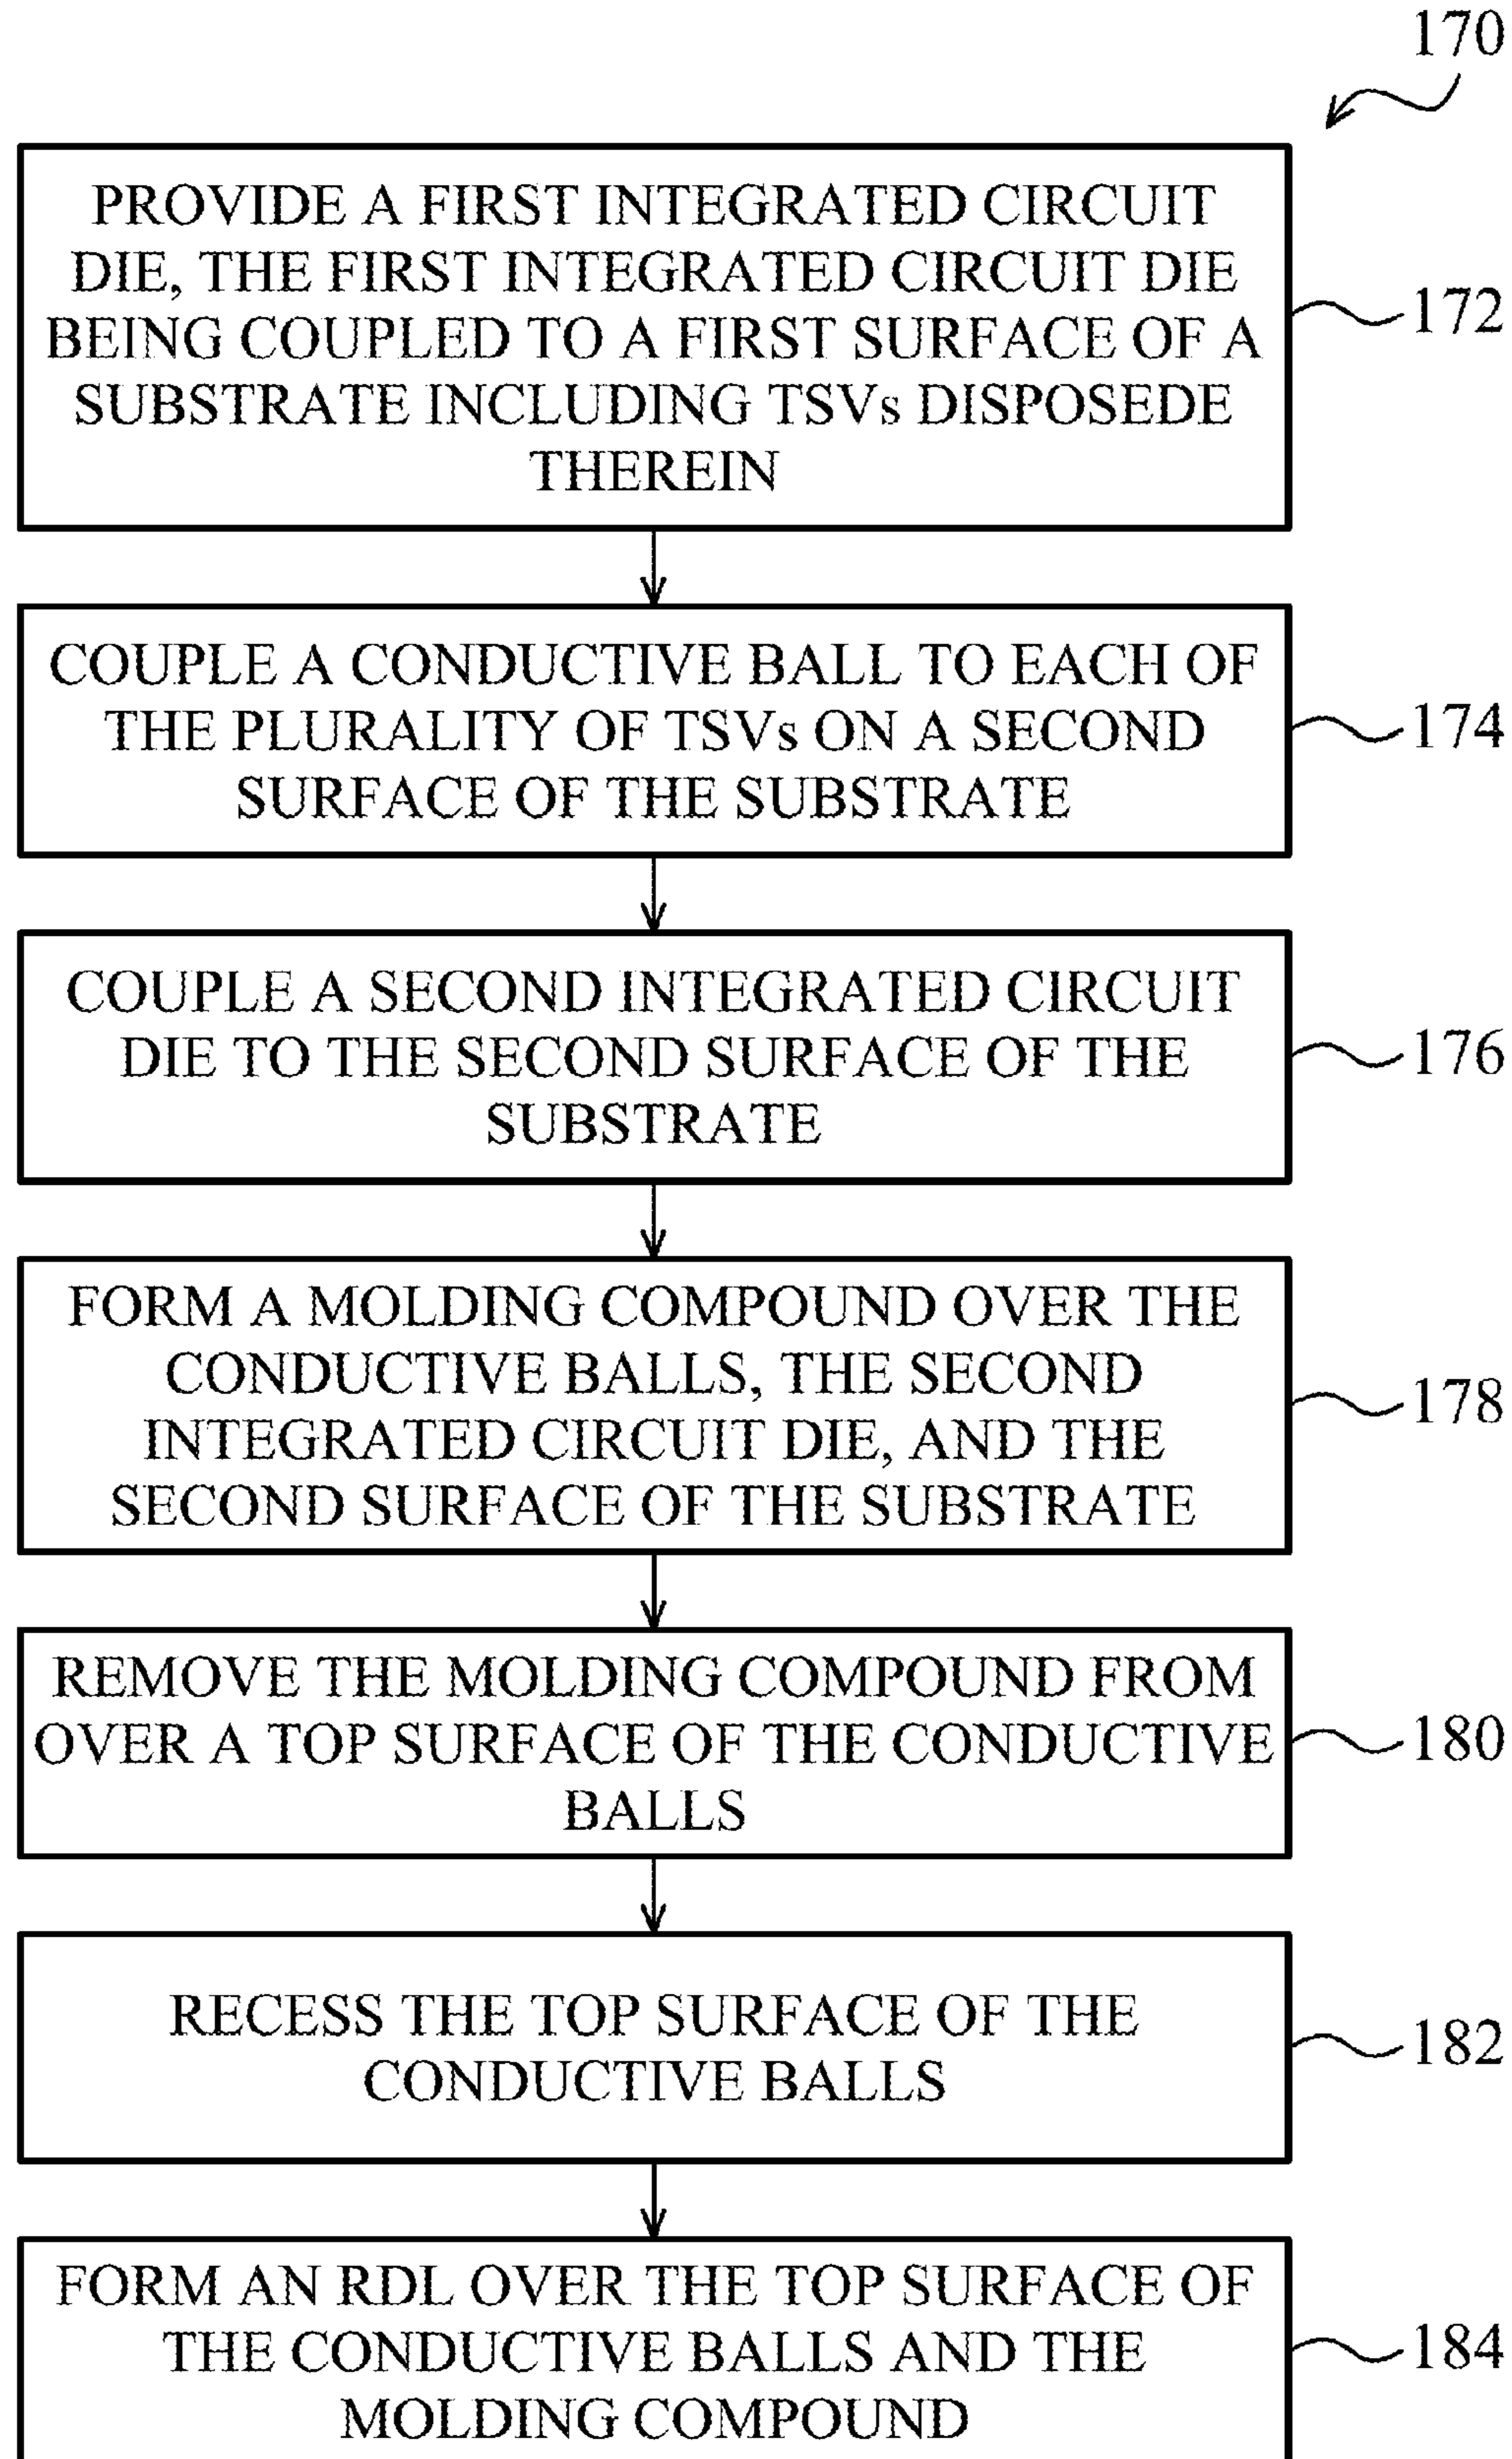 170
PROVIDE A FIRST INTEGRATED CIRCUIT
DIE, THE FIRST INTEGRATED CIRCUIT DIE
BEING COUPLED TO A FIRST SURFACE OF A
SUBSTRATE INCLUDING TSVs DISPOSEDE
THEREIN
172
COUPLE A CONDUCTIVE BALL TO EACH OF
THE PLURALITY OF TSVs ON A SECOND
SURFACE OF THE SUBSTRATE
174
COUPLE A SECOND INTEGRATED CIRCUIT
DIE TO THE SECOND SURFACE OF THE
SUBSTRATE
176
FORM A MOLDING COMPOUND OVER THE
CONDUCTIVE BALLS, THE SECOND
INTEGRATED CIRCUIT DIE, AND THE
SECOND SURFACE OF THE SUBSTRATE
178
REMOVE THE MOLDING COMPOUND FROM
OVER A TOP SURFACE OF THE CONDUCTIVE
BALLS
180
RECESS THE TOP SURFACE OF THE
CONDUCTIVE BALLS
182
FORM AN RDL OVER THE TOP SURFACE OF
THE CONDUCTIVE BALLS AND THE
MOLDING COMPOUND
184